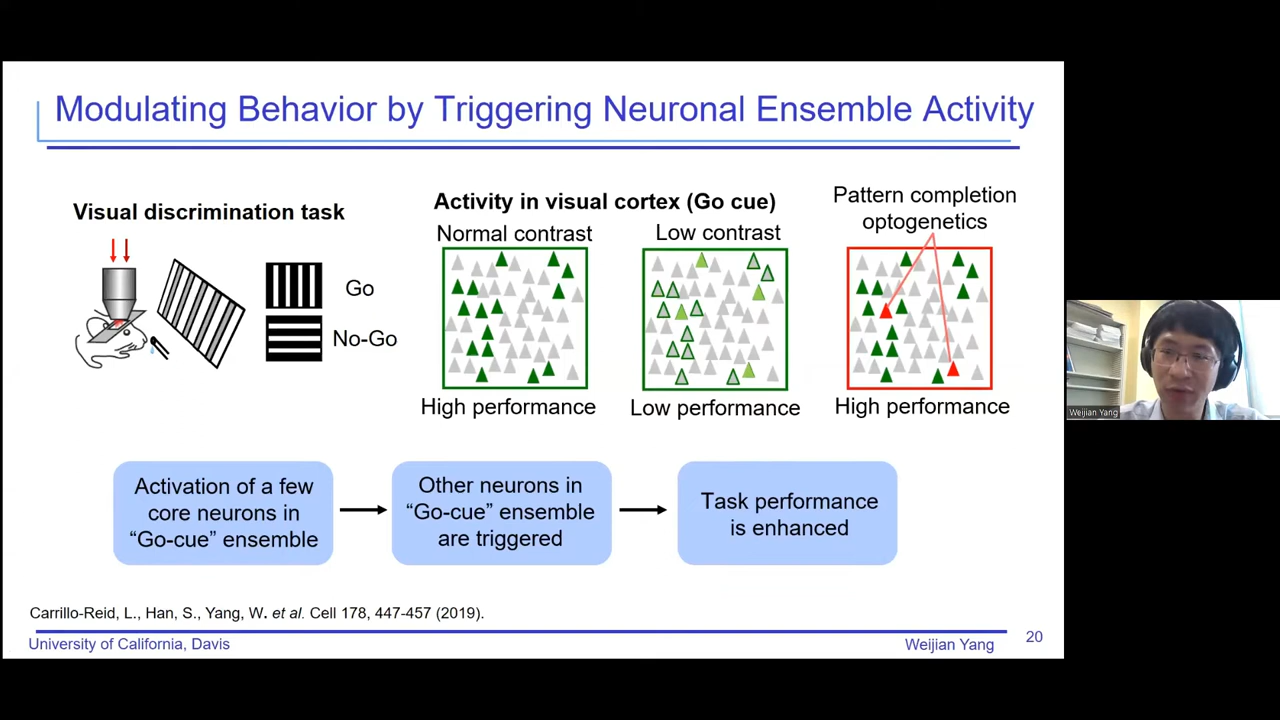 Modulating Behavior by Triggering Neuronal Ensemble Activity
Visual discrimination task
Go
No-Go
Activity in visual cortex (Go cue)
Normal contrast
Low contrast
High performance
Low performance
Pattern completion
optogenetics
High performance
Activation of a few
core neurons in
“Go-cue” ensemble
Other neurons in
“Go-cue” ensemble
are triggered
Task performance
is enhanced
Carrillo-Reid, L., Han, S., Yang, W. et al. Cell 178, 447-457 (2019).
University of California, Davis
Weijian Yang
20
Weijian Yang